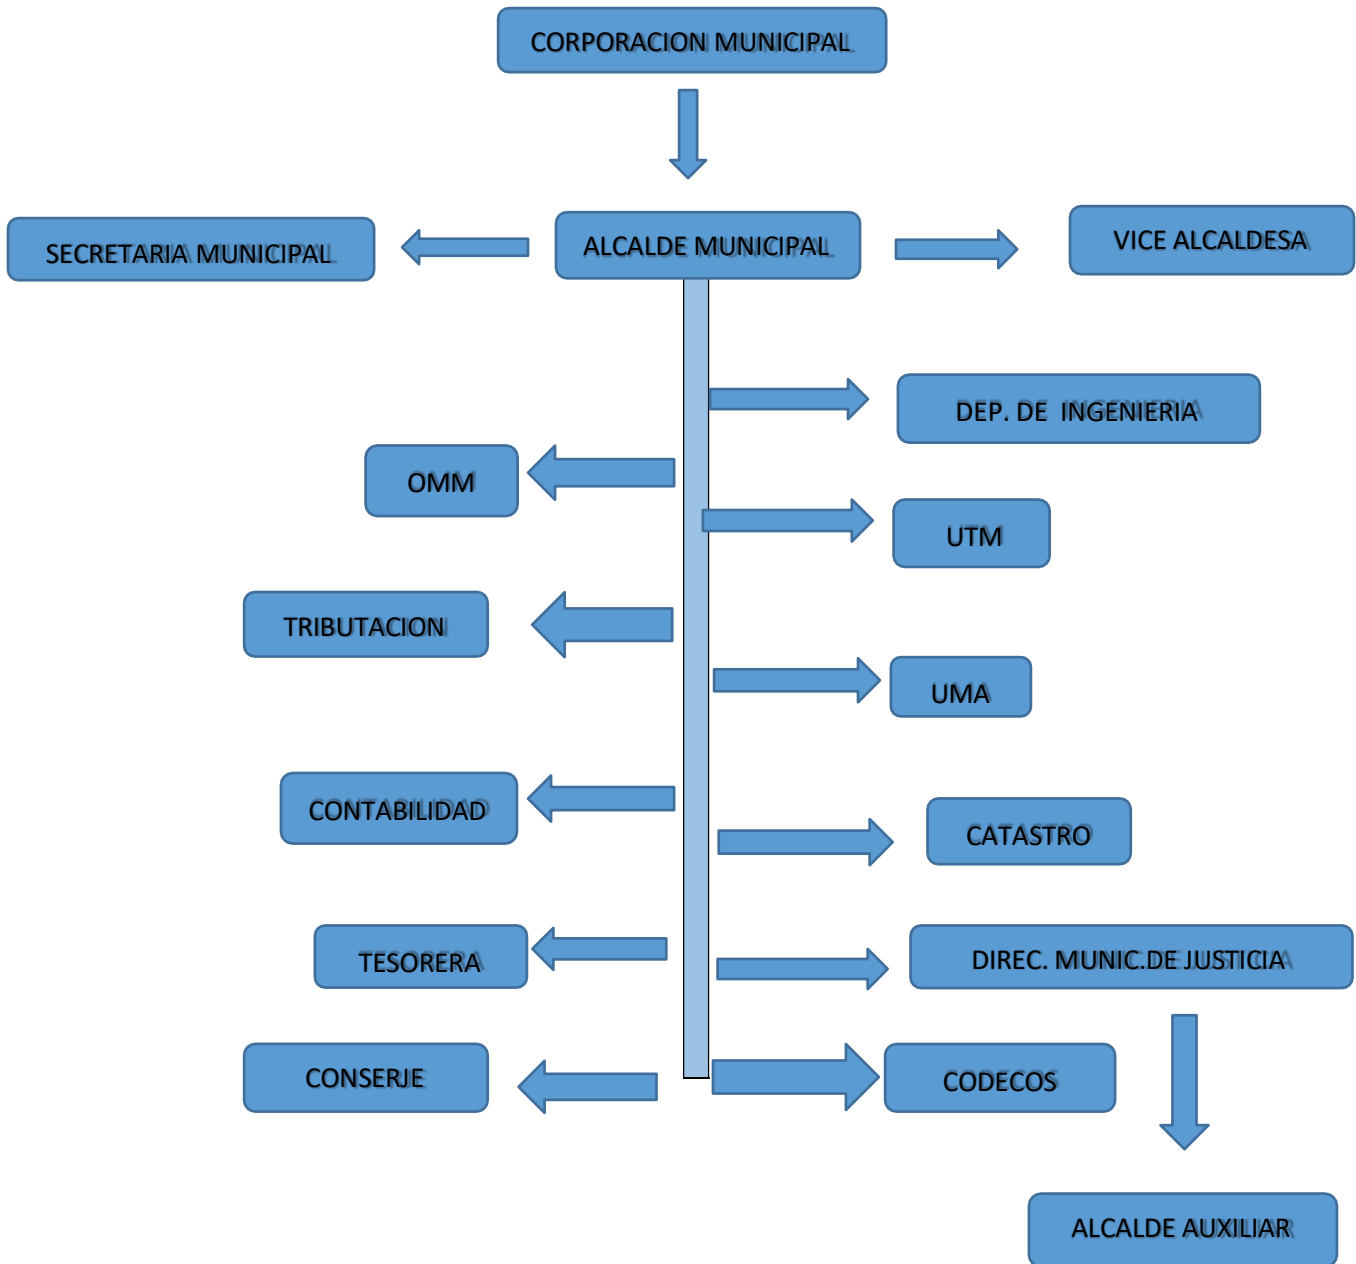 CORPORACION MUNICIPAL
SECRETARIA MUNICIPAL
ALCALDE MUNICIPAL
VICE ALCALDESA
DEP. DE  INGENIERIA
OMM
UTM
TRIBUTACION
UMA
CONTABILIDAD
CATASTRO
TESORERA
DIREC. MUNIC.DE JUSTICIA
CONSERJE
CODECOS
ALCALDE AUXILIAR